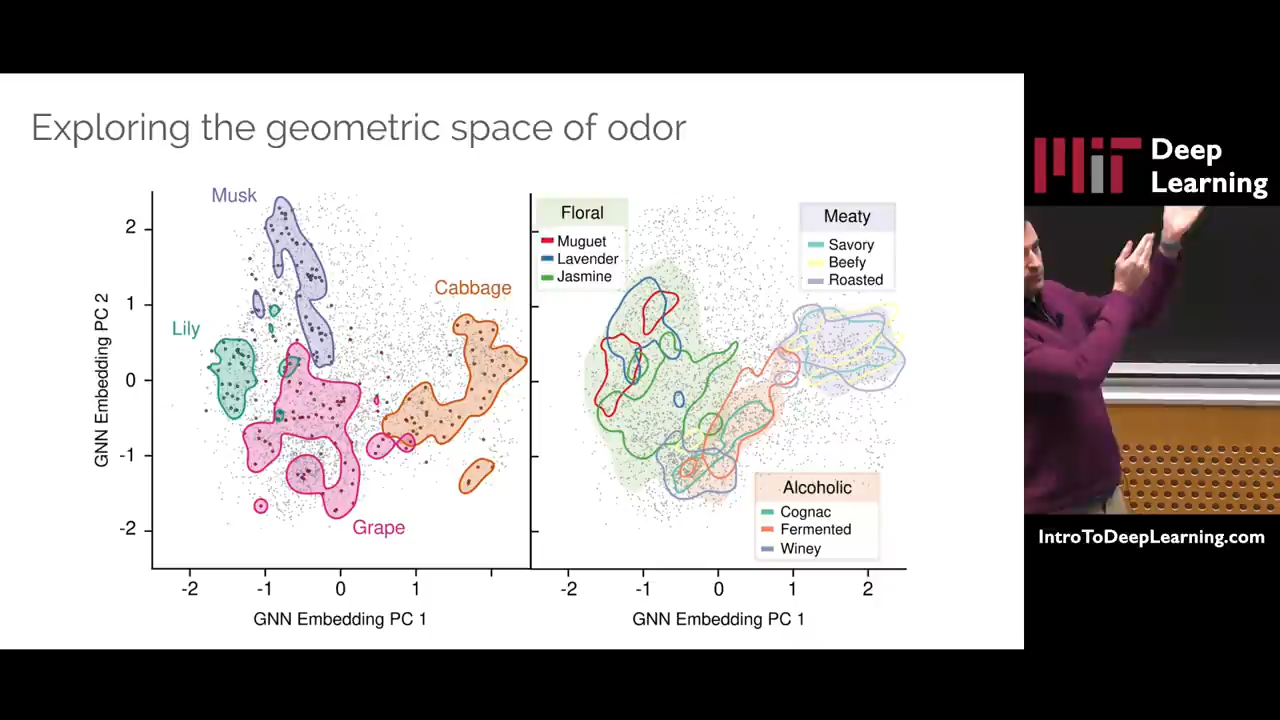 Exploring the geometric space of odor
Musk
Lily
Cabbage
Grape
GNN Embedding PC 2
2
1
0
-1
-2
-2
-1
0
1
GNN Embedding PC 1
Floral
Muguet
Lavender
Jasmine
Meaty
Savory
Beefy
Roasted
Alcoholic
Cognac
Fermented
Winey
-2
-1
0
1
2
GNN Embedding PC 1
MIT
Deep
Learning
IntroToDeepLearning.com